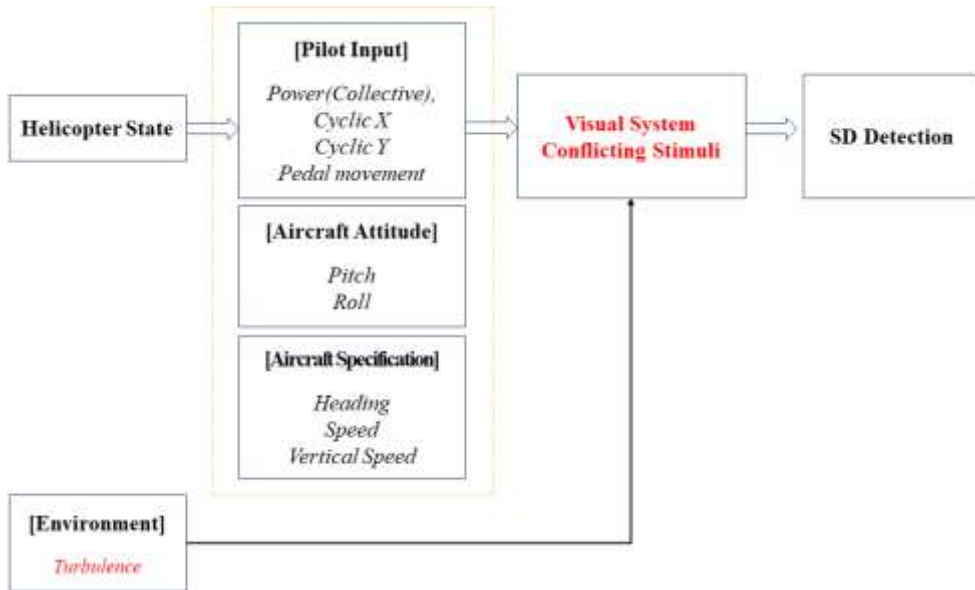 Helicopter State
[Pilot Input]
Power(Collective),
Cyclic X
Cyclic Y
Pedal movement
[Aircraft Attitude]
Pitch
Roll
[Aircraft Specification]
Heading
Speed
Vertical Speed
Visual System
Conflicting Stimuli
SD Detection
[Environment]
Turbulence